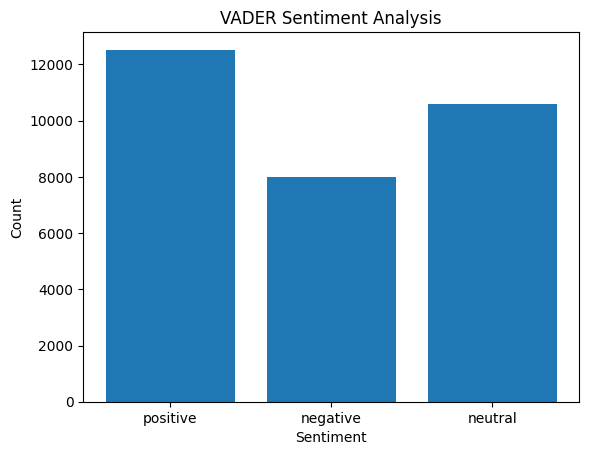 VADER Sentiment Analysis
Count
12000
10000
8000
6000
4000
2000
0
positive negative neutral
Sentiment